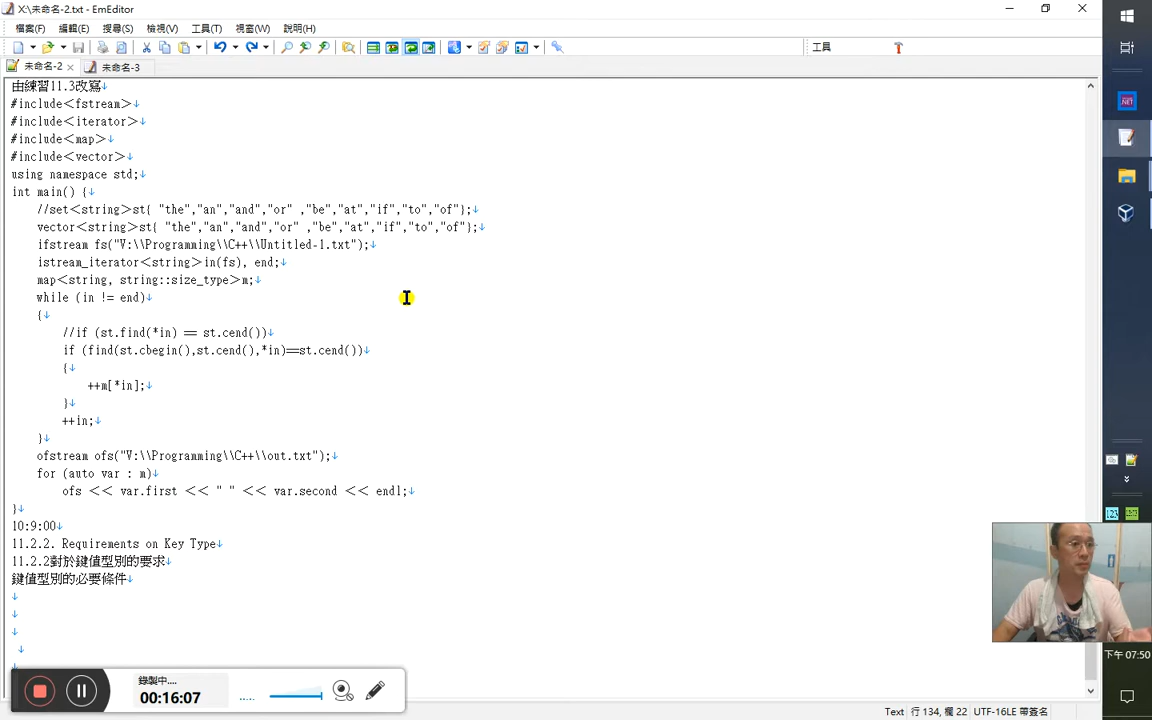 X:\未命名-2.txt - EmEditor
檔案(F) 編輯(E) 搜尋(S) 檢視(V) 工具(T) 視窗(W) 說明(H)
工具
未命名-2 未命名-3
由練習11.3改寫
#include<fstream>
#include<iterator>
#include<map>
#include<vector>
using namespace std;
int main() {
//set<string>st{ "the","an","and","or" ,"be","at","if","to","of"};
vector<string>st{ "the","an","and","or" ,"be","at","if","to","of"};
ifstream fs("V:\\Programming\\C++\\Untitled-1.txt");
istream_iterator<string>in(fs), end;
map<string, string::size_type>m;
while (in != end)
{
//if (st.find(*in) == st.cend())
if (find(st.cbegin(),st.cend(),*in)==st.cend())
{
++m[*in];
}
++in;
}
ofstream ofs("V:\\Programming\\C++\\out.txt");
for (auto var : m)
ofs << var.first << " " << var.second << endl;
}
10:9:00
11.2.2. Requirements on Key Type
11.2.2對於鍵值型別的要求
鍵值型別的必要條件
錄製中....
00:16:07
下午 07:50
Text 行 134, 欄 22 UTF-16LE 帶簽名